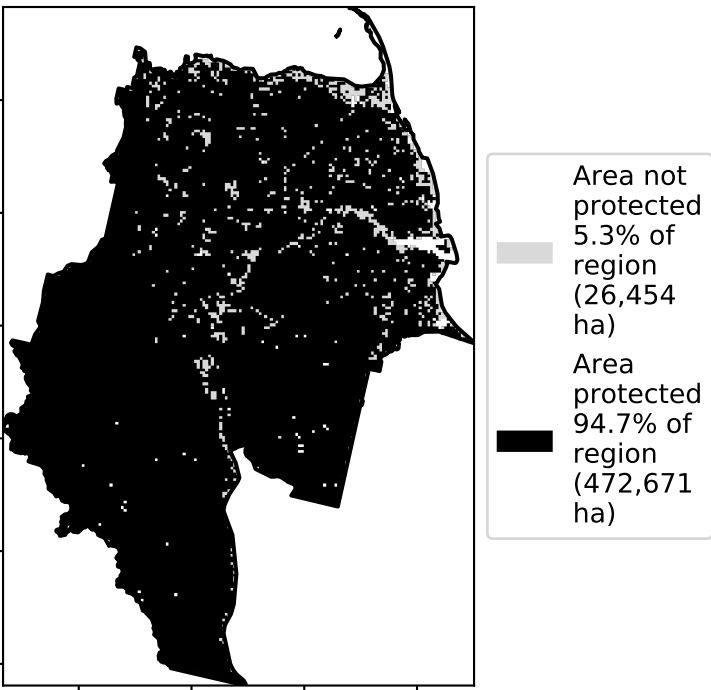 Area not
protected
5.3% of
region
(26,454
ha)
Area
protected
94.7% of
region
(472,671
ha)